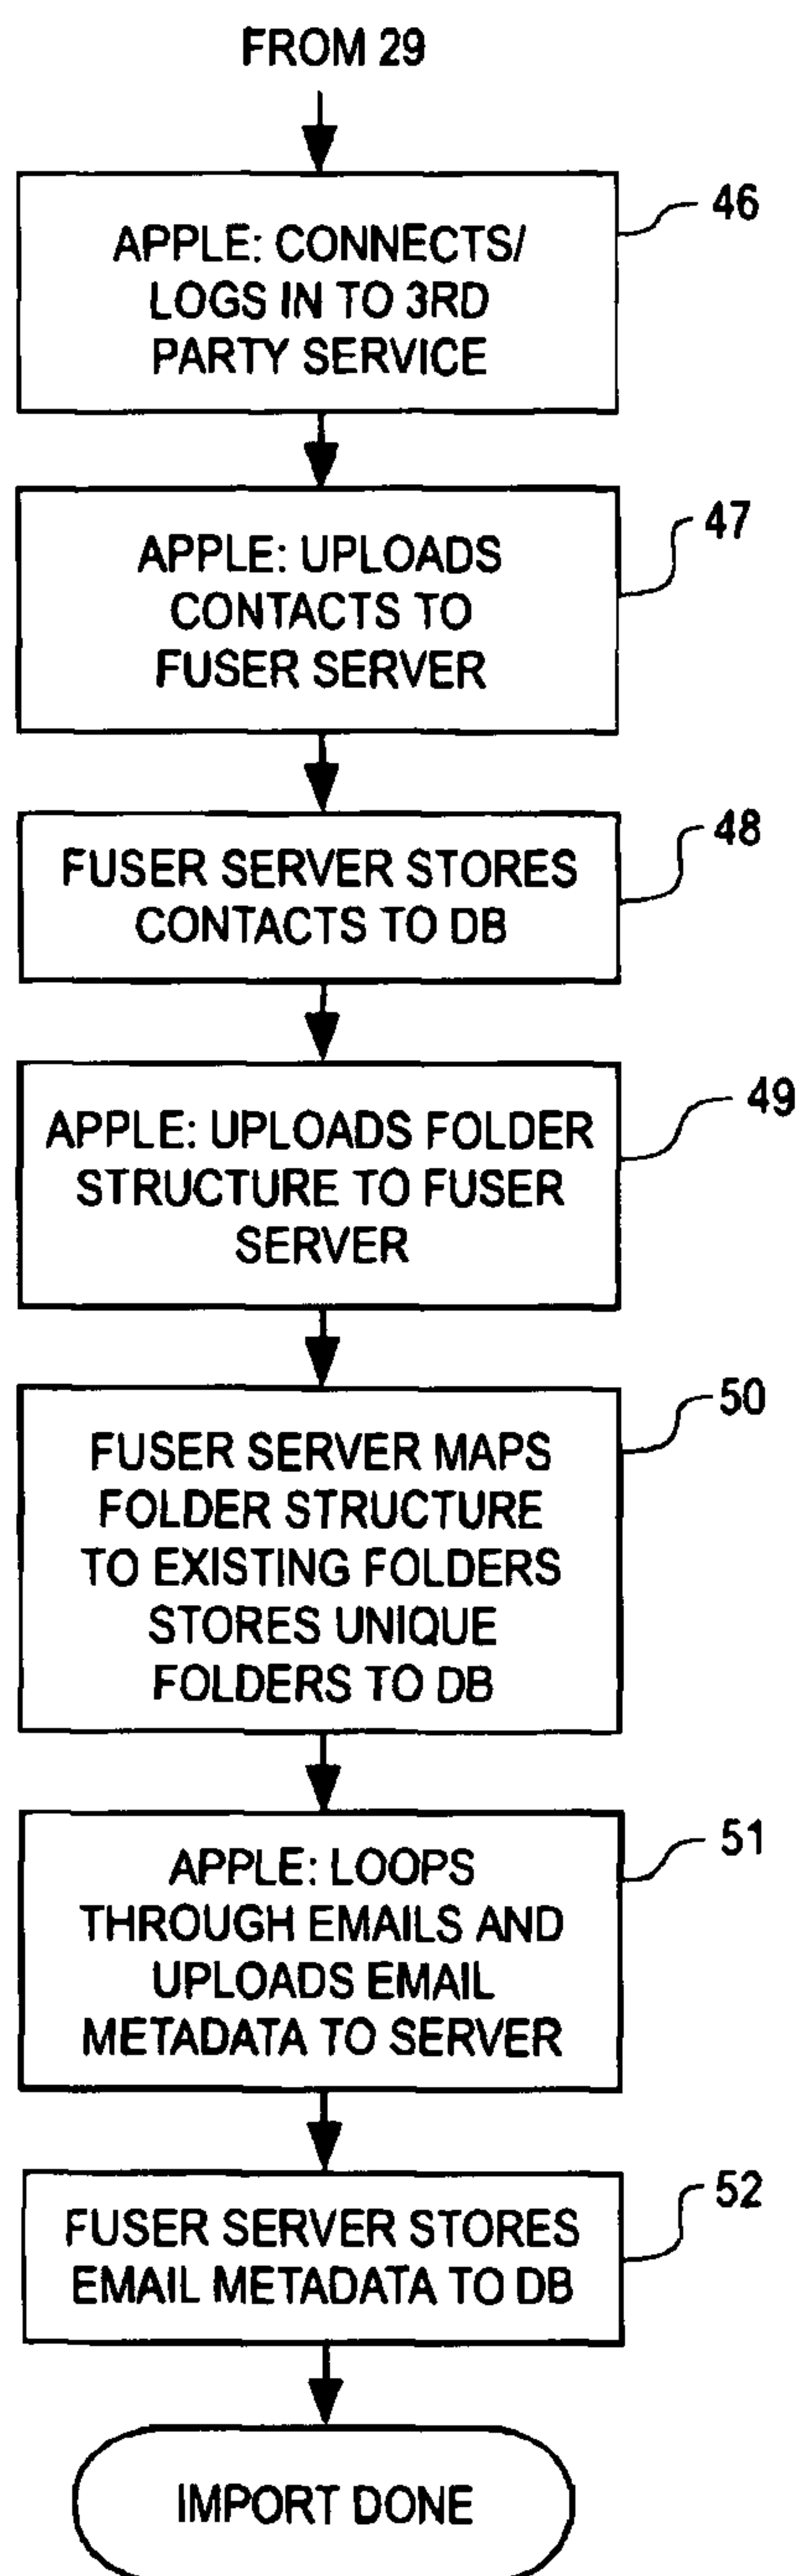 FROM 29
46
APPLE: CONNECTS/
LOGS IN TO 3RD
PARTY SERVICE
47
APPLE: UPLOADS
CONTACTS TO
FUSER SERVER
48
FUSER SERVER STORES
CONTACTS TO DB
49
APPLE: UPLOADS FOLDER
STRUCTURE TO FUSER
SERVER
50
FUSER SERVER MAPS
FOLDER STRUCTURE
TO EXISTING FOLDERS
STORES UNIQUE
FOLDERS TO DB
51
APPLE: LOOPS
THROUGH EMAILS AND
UPLOADS EMAIL
METADATA TO SERVER
52
FUSER SERVER STORES
EMAIL METADATA TO DB
IMPORT DONE